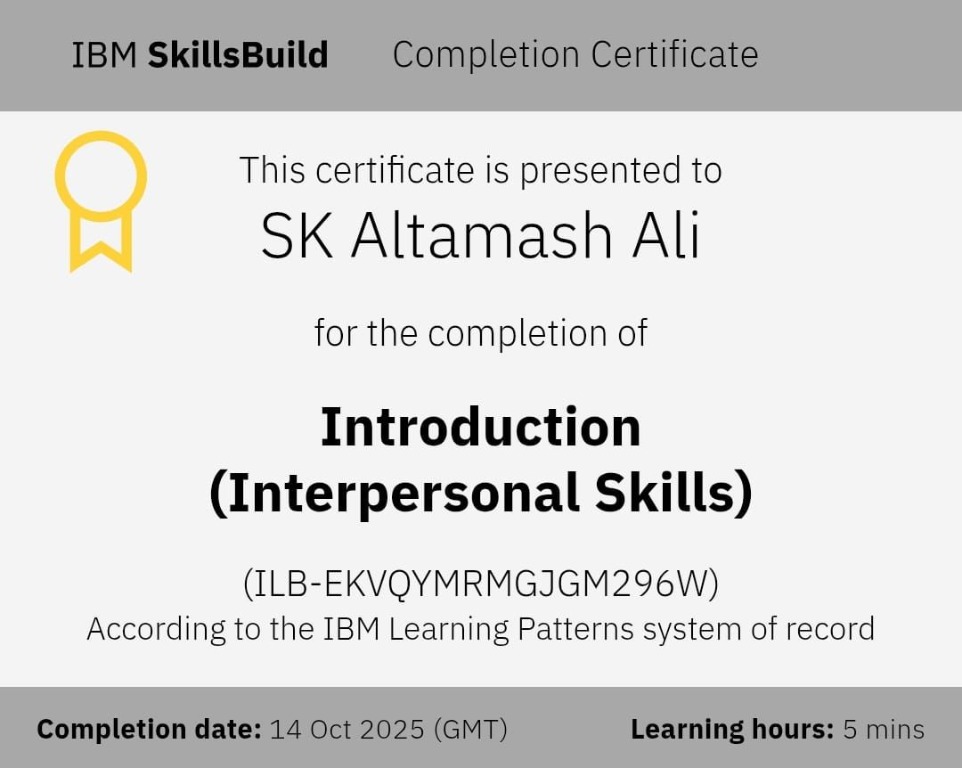 IBM SkillsBuild Completion Certificate
This certificate is presented to
SK Altamash Ali
for the completion of
Introduction
(Interpersonal Skills)
(ILB-EKVQYMRMGJGM296W)
According to the IBM Learning Patterns system of record
Completion date: 14 Oct 2025 (GMT) Learning hours: 5 mins